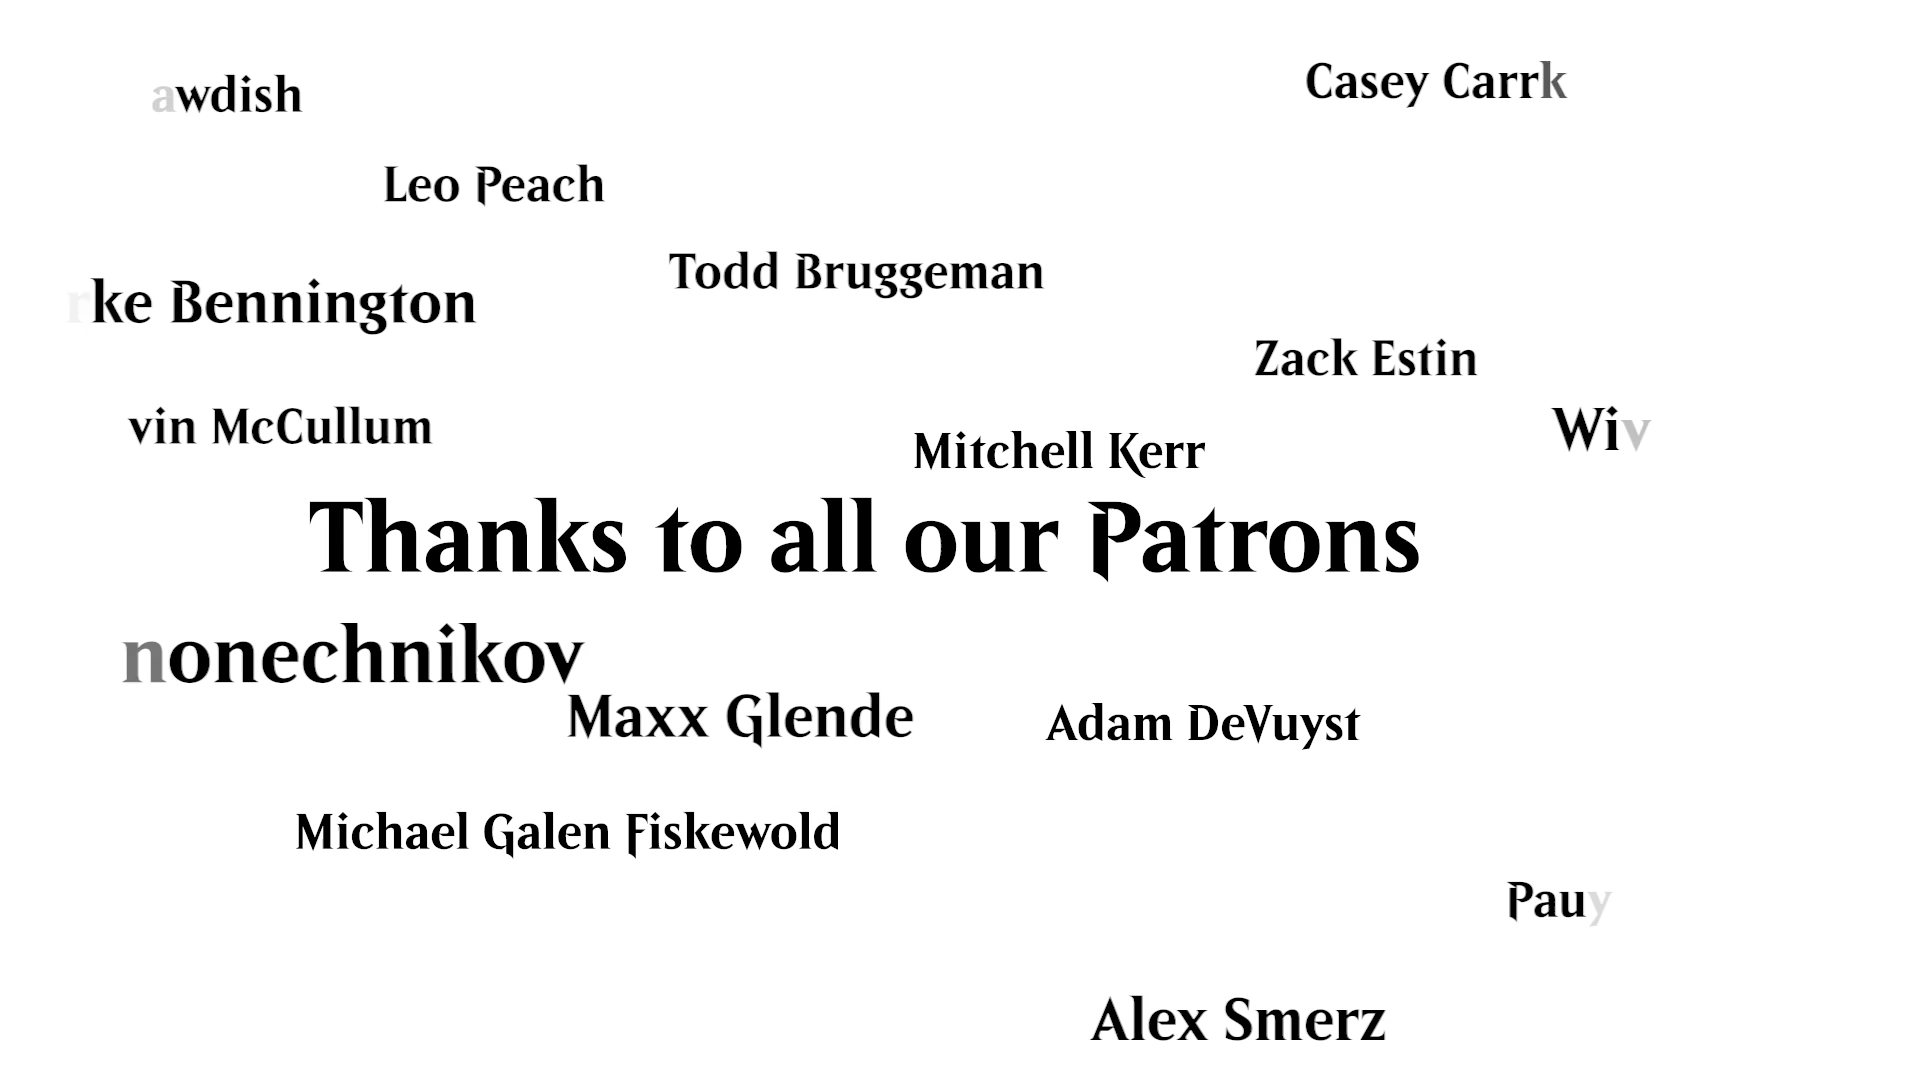 Casey Carrk
awdish
Leo Peach
Todd Bruggeman
rke Bennington
Zack Estin
vin McCullum
Wiv
Mitchell Kerr
Thanks to all our Patrons
nonechnikov
Maxx Glende
Adam DeVuyst
Michael Galen Fiskewold
Pauy
Alex Smerz